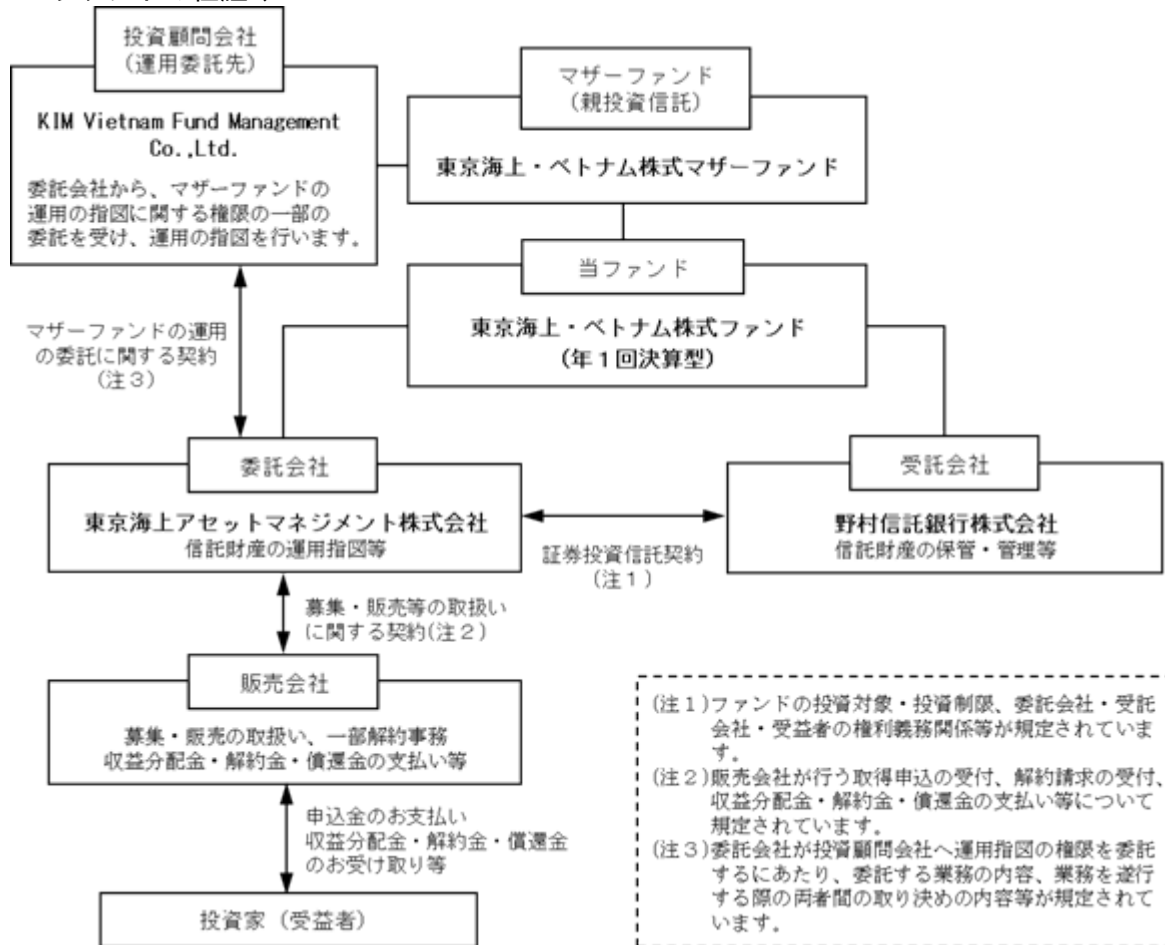 投資顧問会社
(運用委託先)
KIM Vietnam Fund Management
Co.,Ltd.
委託会社から、マザーファンドの
運用の指図に関する権限の一部の
委託を受け、運用の指図を行います。
マザーファンド
(親投資信託)
東京海上・ベトナム株式マザーファンド
当ファンド
東京海上・ベトナム株式ファンド
(年1回決算型)
マザーファンドの運用
の委託に関する契約
(注3)
委託会社
東京海上アセットマネジメント株式会社
信託財産の運用指図等
証券投資信託契約
(注1)
受託会社
野村信託銀行株式会社
信託財産の保管・管理等
募集・販売等の取扱い
に関する契約(注2)
販売会社
募集・販売の取扱い、一部解約事務
収益分配金・解約金・償還金の支払い等
申込金のお支払い
収益分配金・解約金・償還金
のお受け取り等
投資家(受益者)
(注1)ファンドの投資対象・投資制限、委託会社・受託
会社・受益者の権利義務関係等が規定されていま
す。
(注2)販売会社が行う取得申込の受付、解約請求の受付、
収益分配金・解約金・償還金の支払い等について
規定されています。
(注3)委託会社が投資顧問会社へ運用指図の権限を委託
するにあたり、委託する業務の内容、業務を遂行
する際の両者間の取り決めの内容等が規定されて
います。